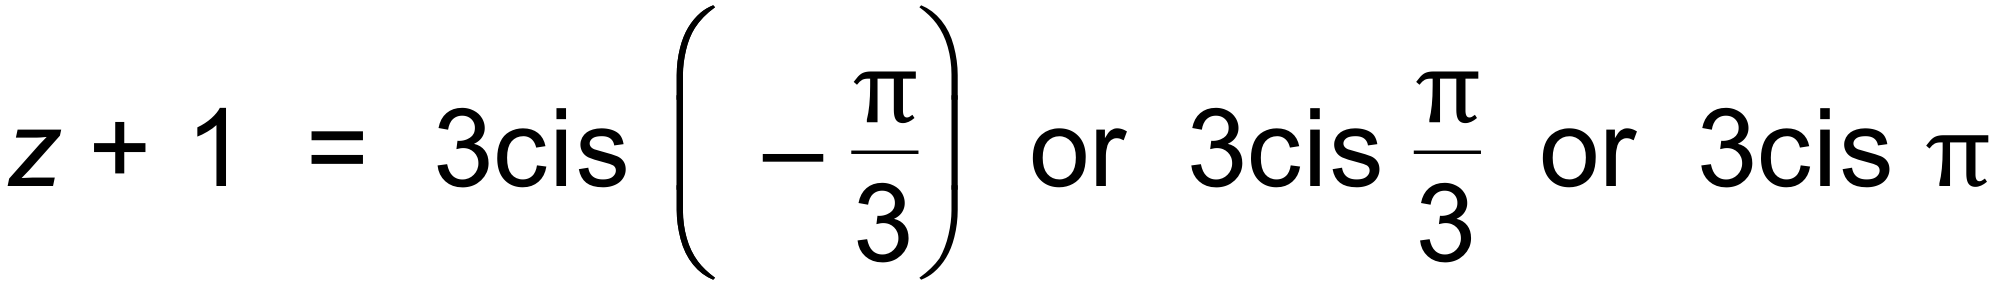 z + 1 = 3cis (−π/3) or 3cis π/3 or 3cis π